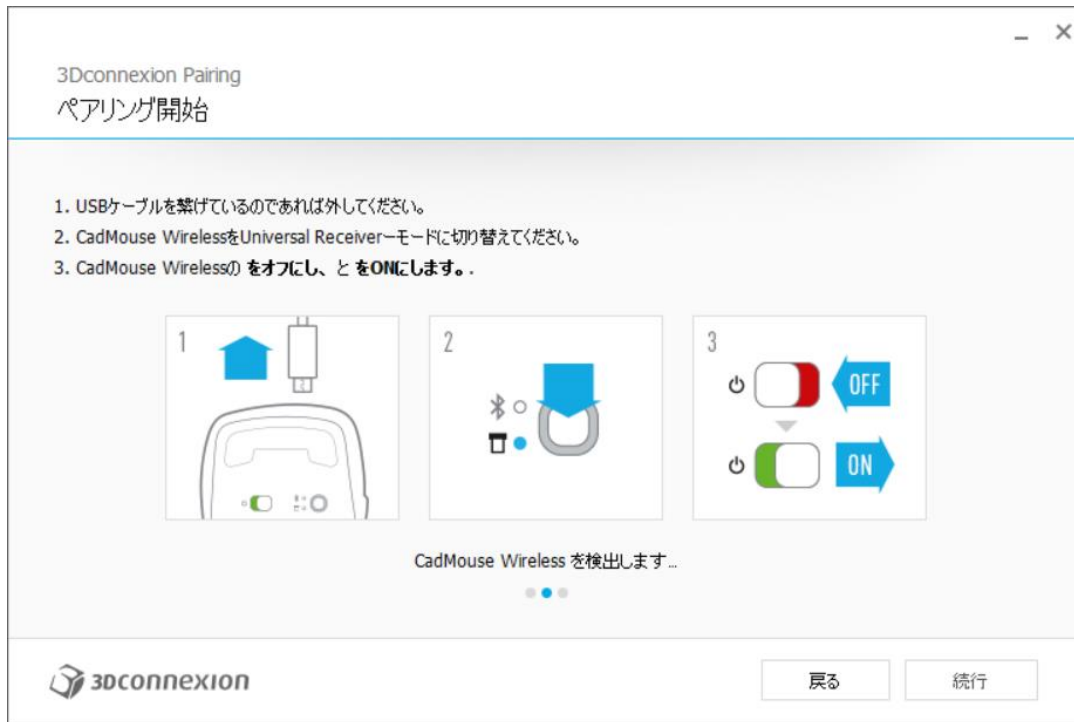 3Dconnexion Pairing
ペアリング開始
1. USBケーブルを繋げているのであれば外してください。
2. CadMouse WirelessをUniversal Receiverーモードに切り替えてください。
3. CadMouse Wirelessの をオフにし、と をONにします。.
1
2
3
OFF
ON
CadMouse Wireless を検出します...
3Dconnexion
戻る
続行